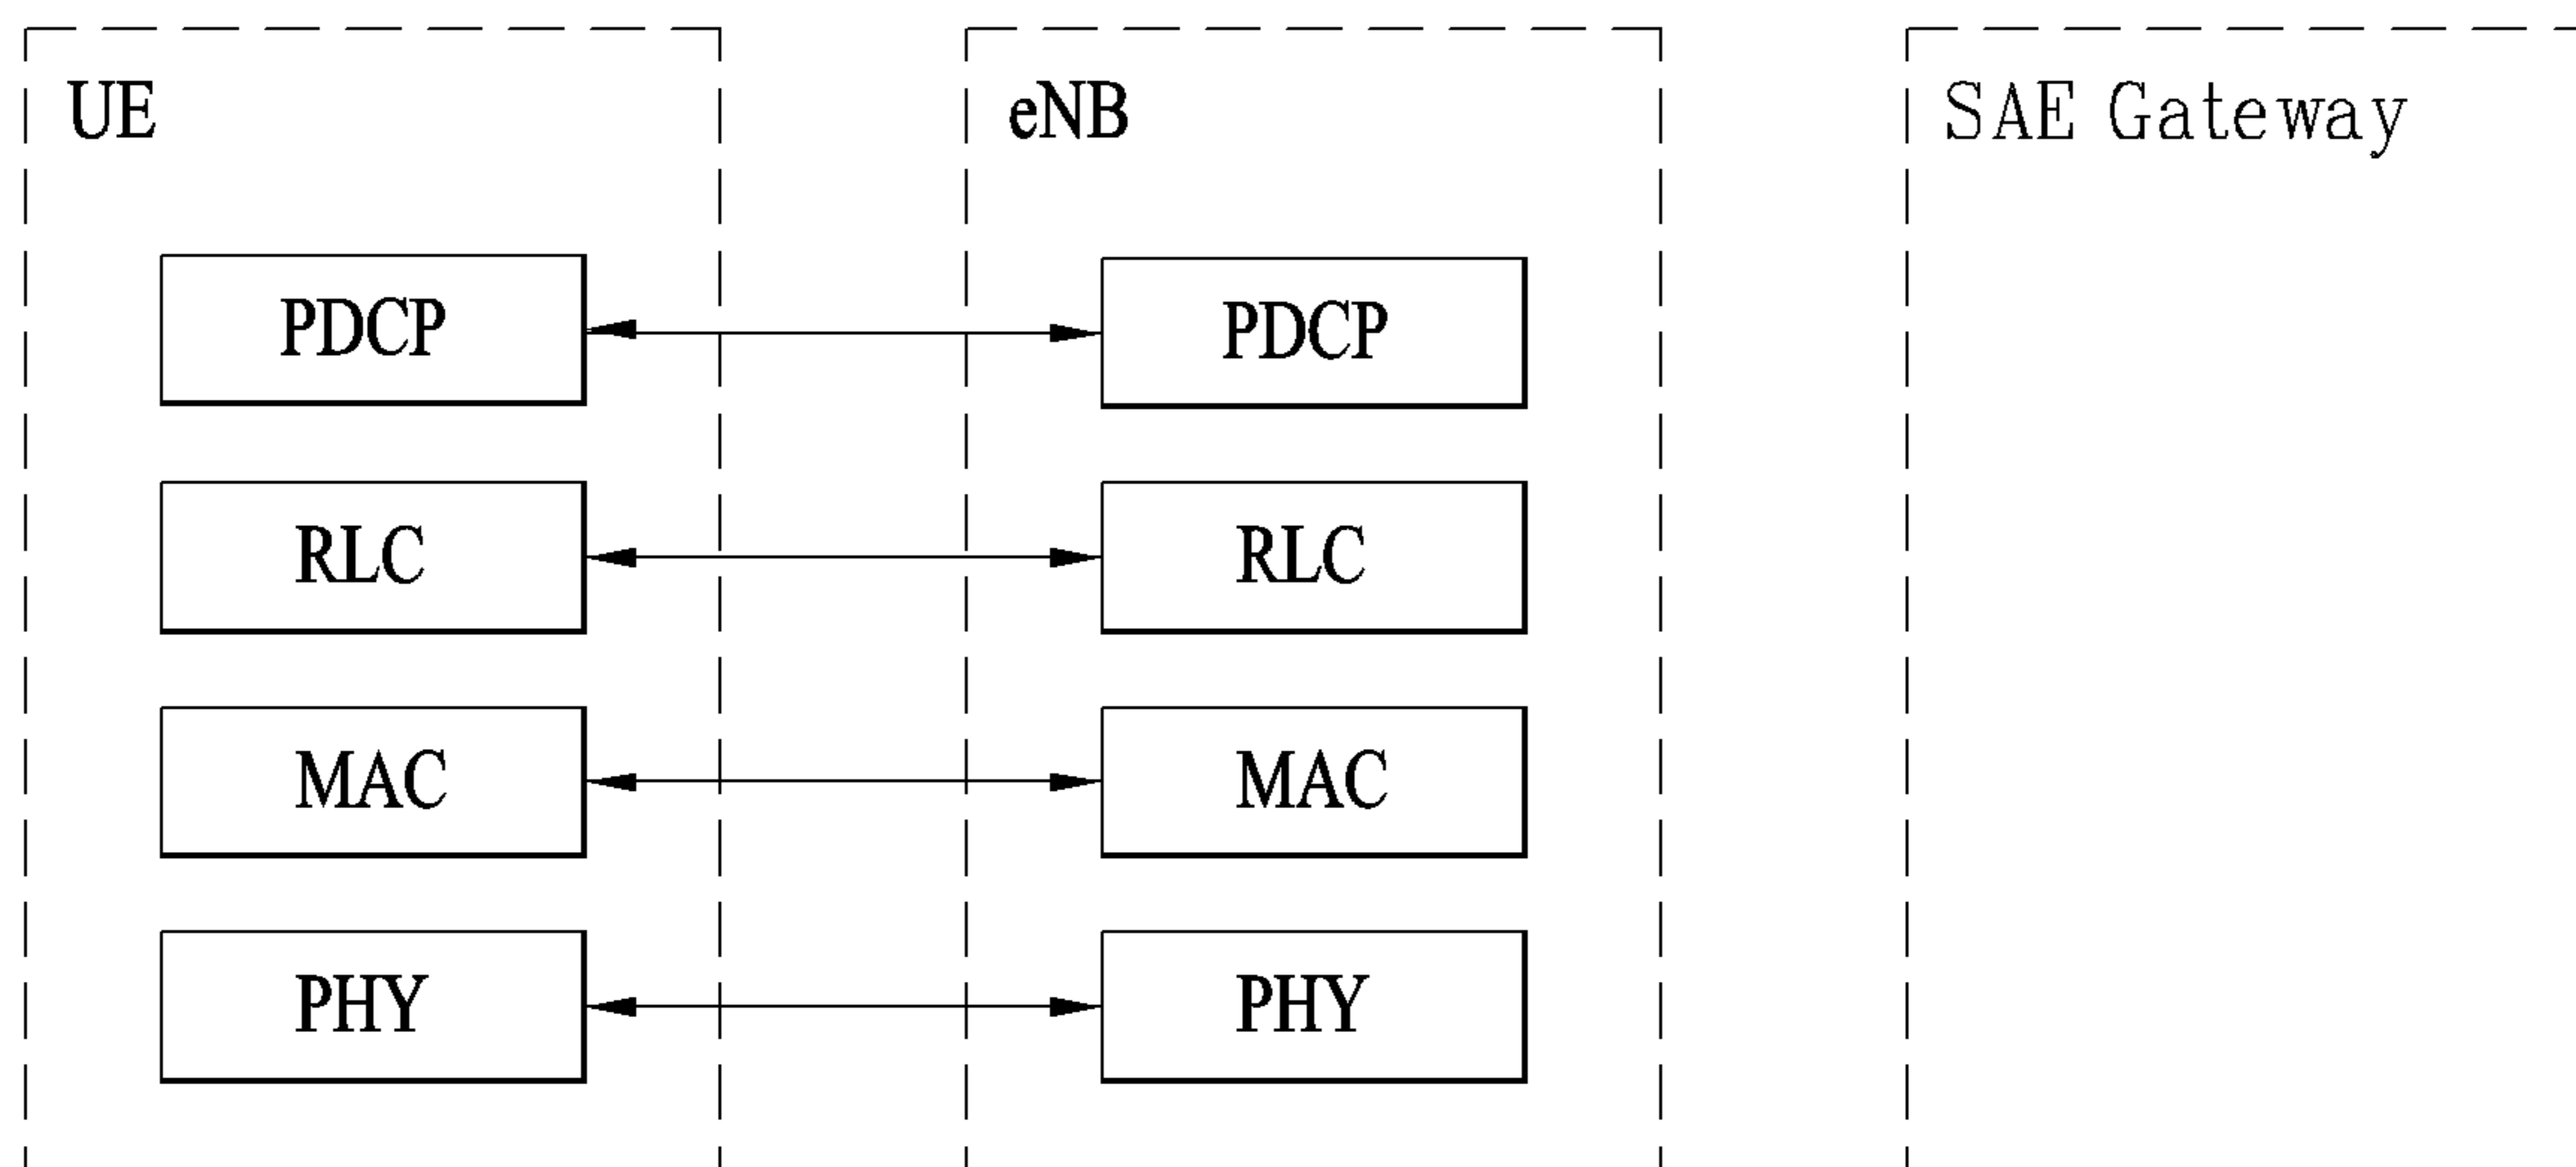 UE
eNB
SAE Gateway
PDCP
PDCP
RLC
RLC
MAC
MAC
PHY
PHY